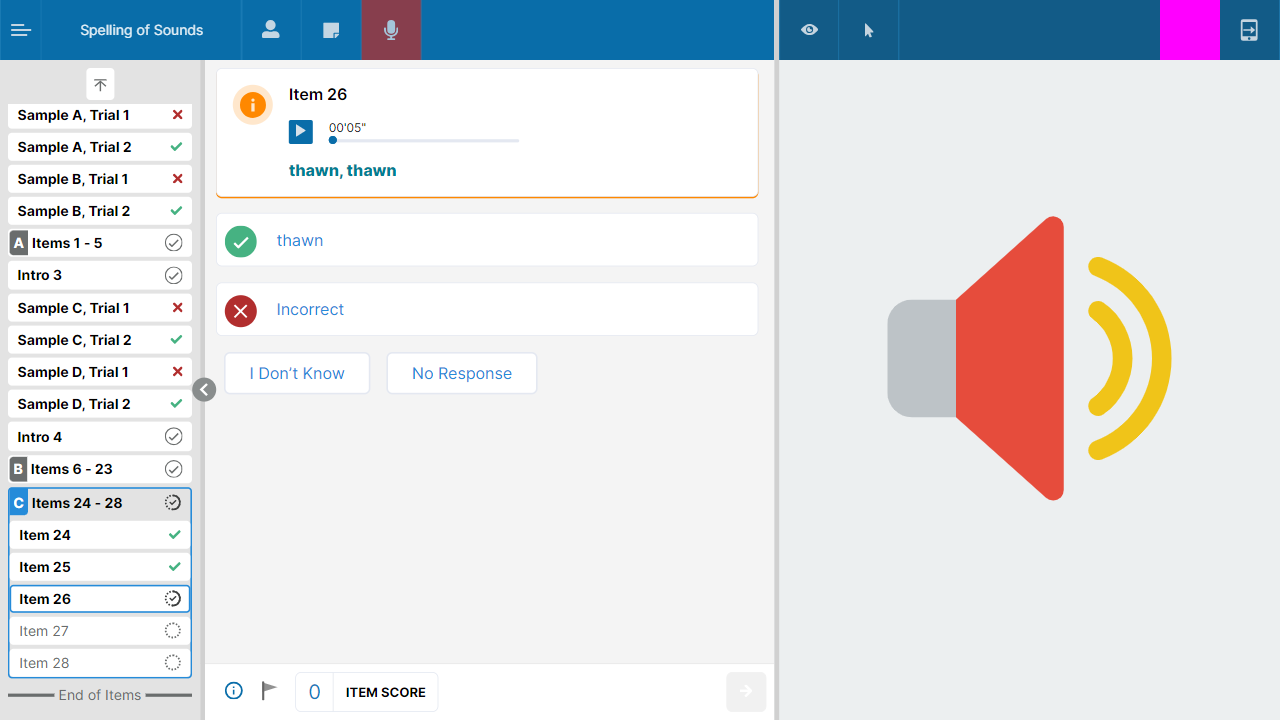 Spelling of Sounds
Sample A, Trial 1
Sample A, Trial 2
Sample B, Trial 1
Sample B, Trial 2
A Items 1 - 5
Intro 3
Sample C, Trial 1
Sample C, Trial 2
Sample D, Trial 1
Sample D, Trial 2
Intro 4
B Items 6 - 23
C Items 24 - 28
Item 24
Item 25
Item 26
Item 27
Item 28
End of Items
Item 26
00'05"
thawn, thawn
thawn
Incorrect
I Don't Know
No Response
0 ITEM SCORE